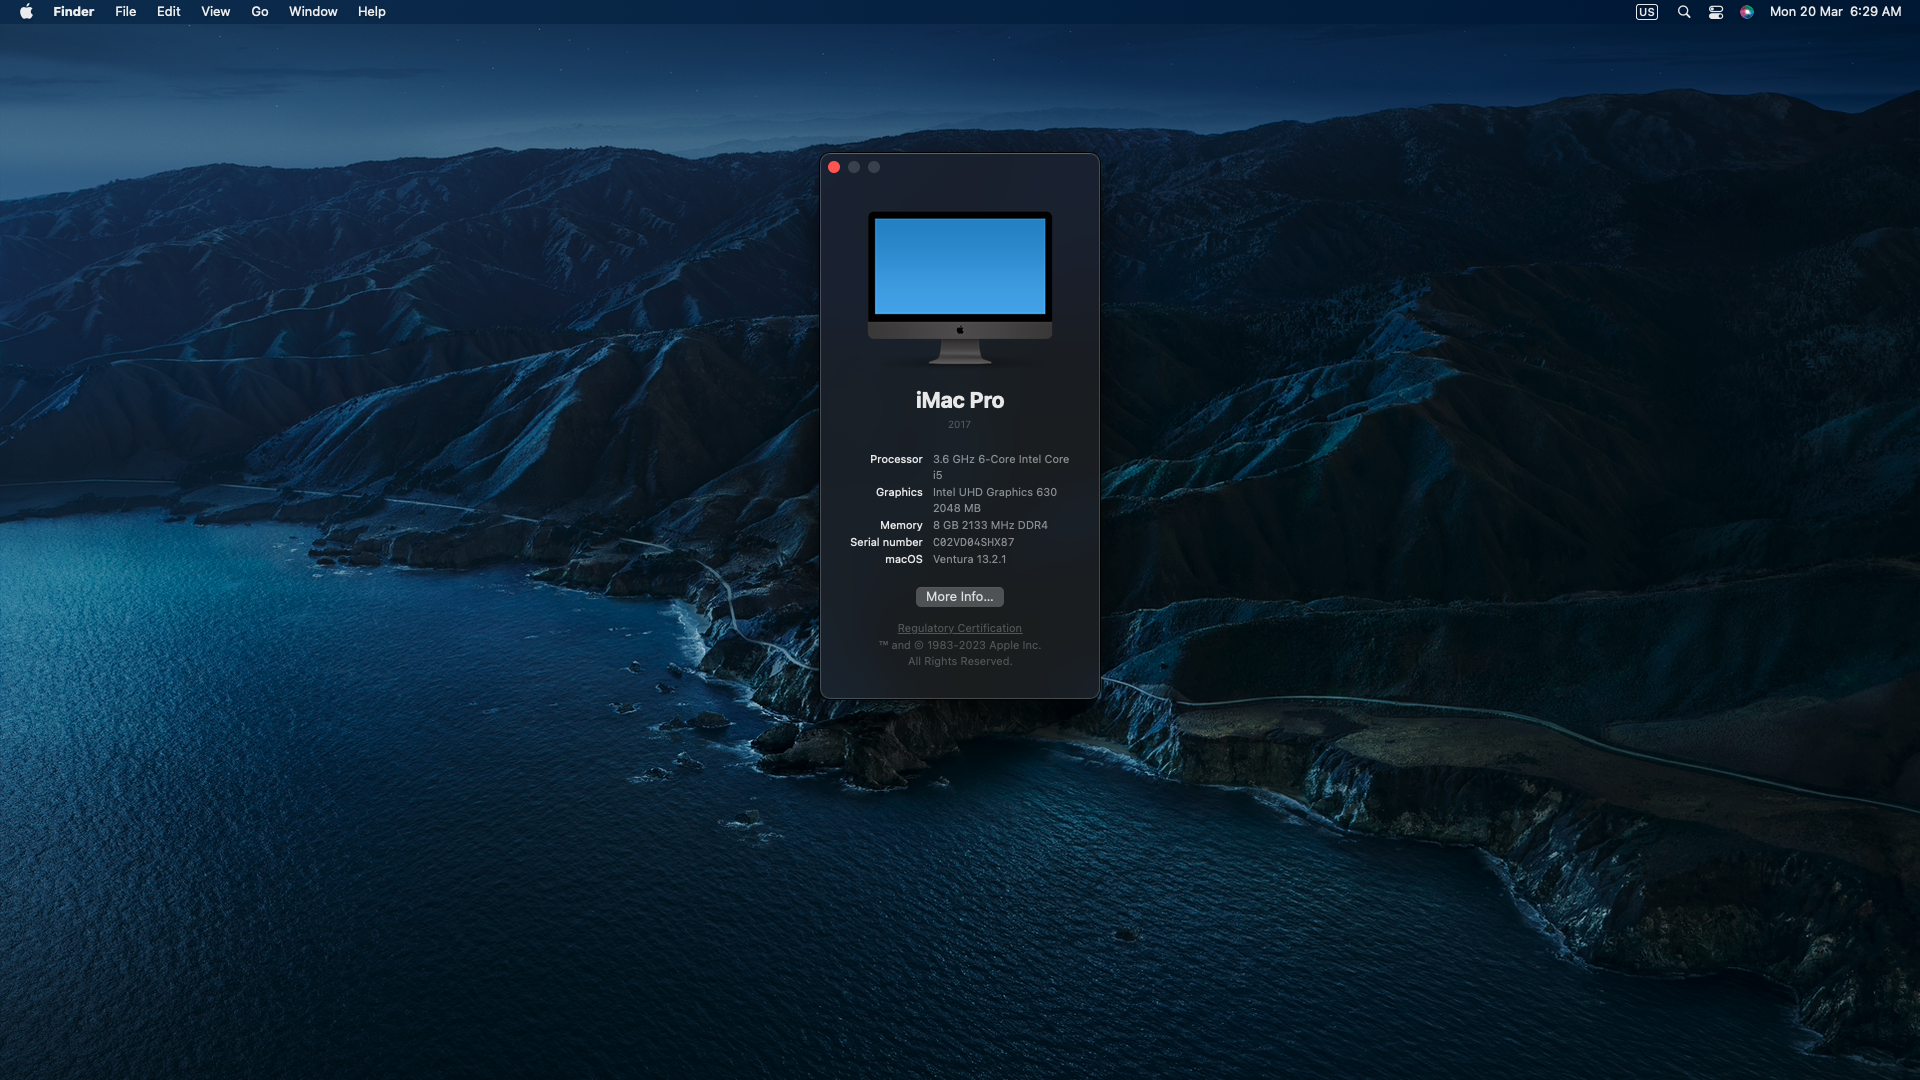 Finder File Edit View Go Window Help
US Mon 20 Mar 6:29 AM
iMac Pro
2017
Processor 3.6 GHz 6-Core Intel Core
i5
Graphics Intel UHD Graphics 630
2048 MB
Memory 8 GB 2133 MHz DDR4
Serial number C02VD04SHX87
macOS Ventura 13.2.1
More Info...
Regulatory Certification
™ and © 1983-2023 Apple Inc.
All Rights Reserved.